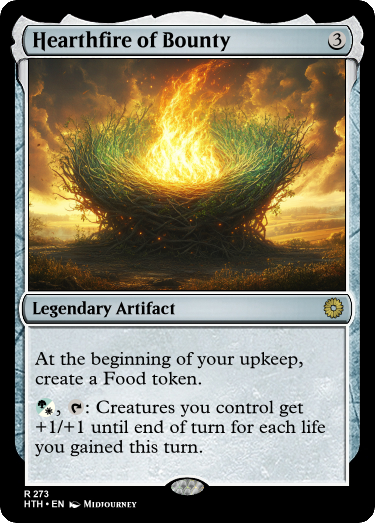 Hearthfire of Bounty 3
Legendary Artifact
At the beginning of your upkeep,
create a Food token.
, : Creatures you control get
+1/+1 until end of turn for each life
you gained this turn.
R 273
HTH • EN Midjourney